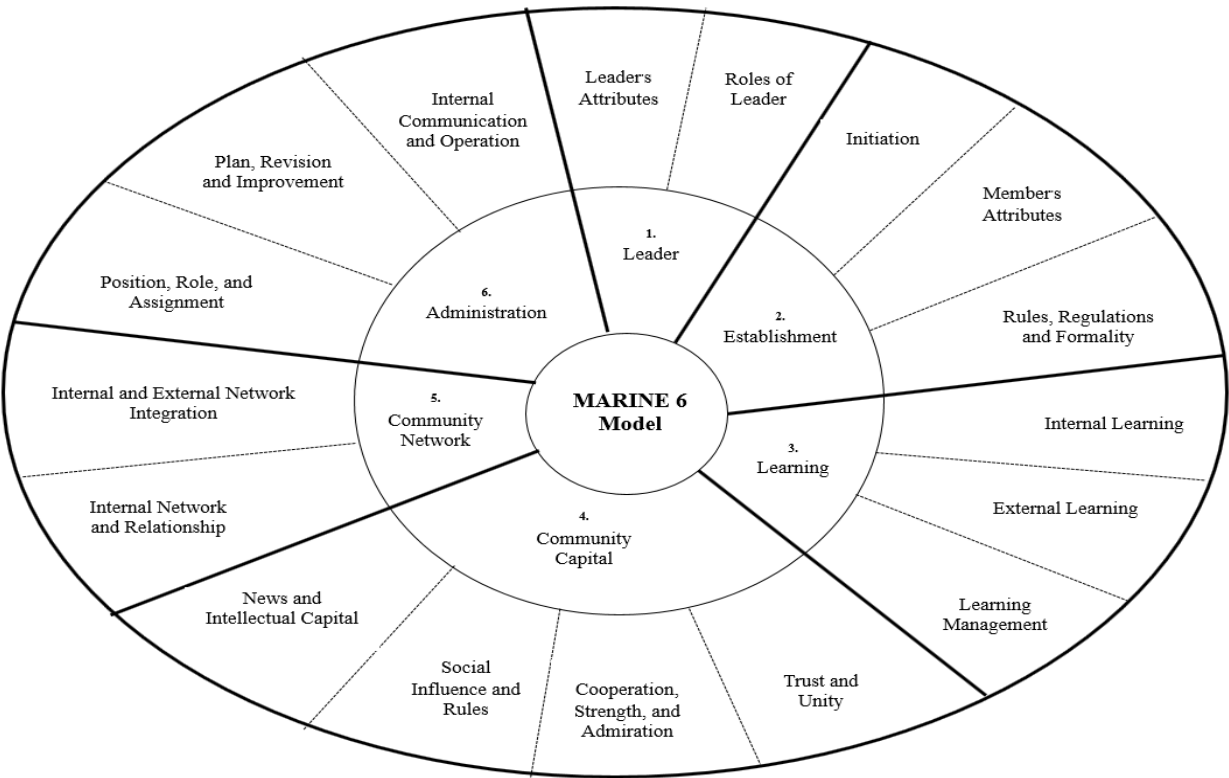 MARINE 6
Model
1.
Leader
Leader's
Attributes
Roles of
Leader
2.
Establishment
Initiation
Member's
Attributes
Rules, Regulations
and Formality
3.
Learning
Internal Learning
External Learning
Learning
Management
4.
Community
Capital
Trust and
Unity
Cooperation,
Strength, and
Admiration
Social
Influence and
Rules
News and
Intellectual Capital
5.
Community
Network
Internal Network
and Relationship
Internal and External Network
Integration
6.
Administration
Position, Role, and
Assignment
Plan, Revision
and Improvement
Internal
Communication
and Operation